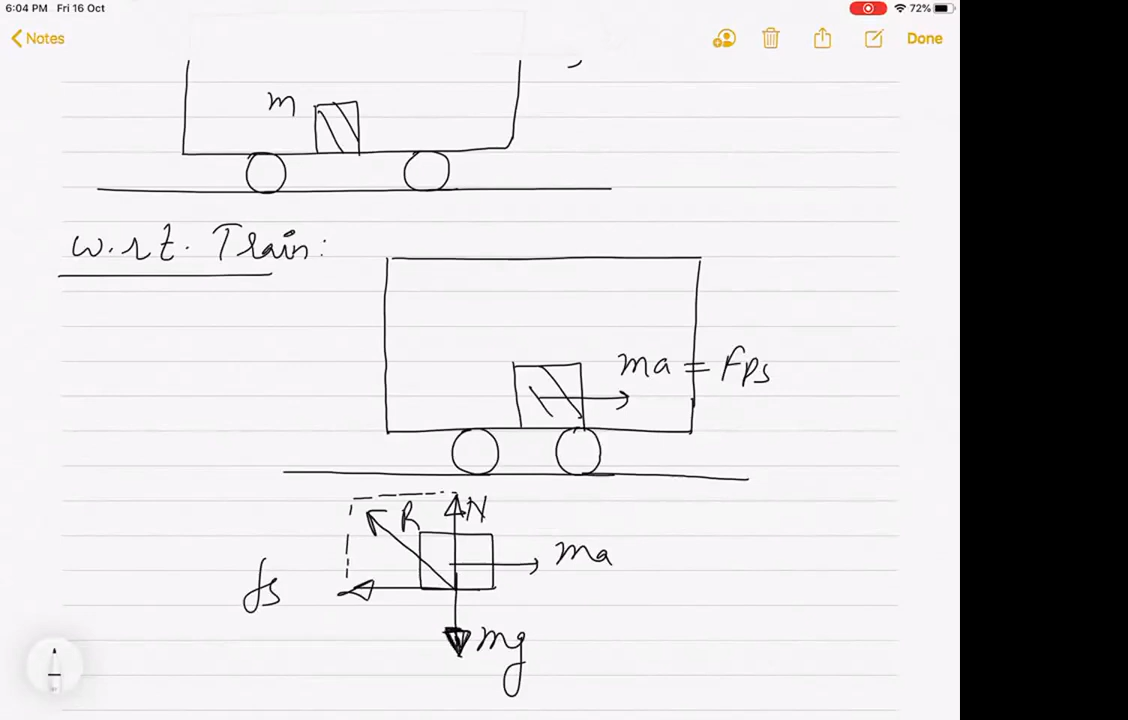 6:04 PM Fri 16 Oct
72%
Notes
Done
m
w.r.t. Train:
ma = Fps
R
N
ma
fs
mg